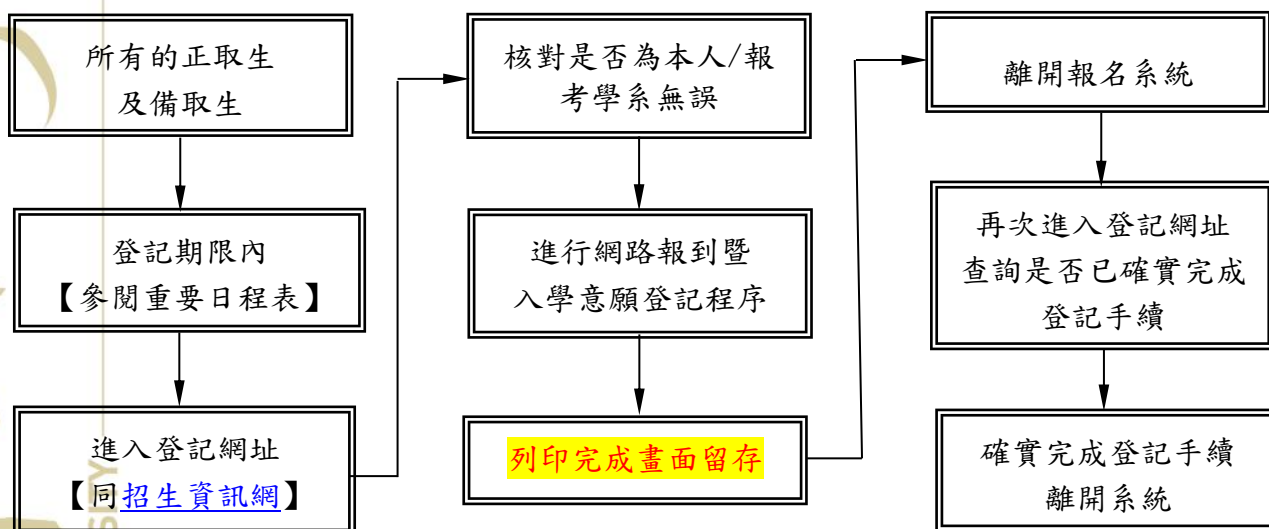 所有的正取生
及備取生
登記期限內
【參閱重要日程表】
進入登記網址
【同招生資訊網】
核對是否為本人/報
考學系無誤
進行網路報到暨
入學意願登記程序
列印完成畫面留存
離開報名系統
再次進入登記網址
查詢是否已確實完成
登記手續
確實完成登記手續
離開系統